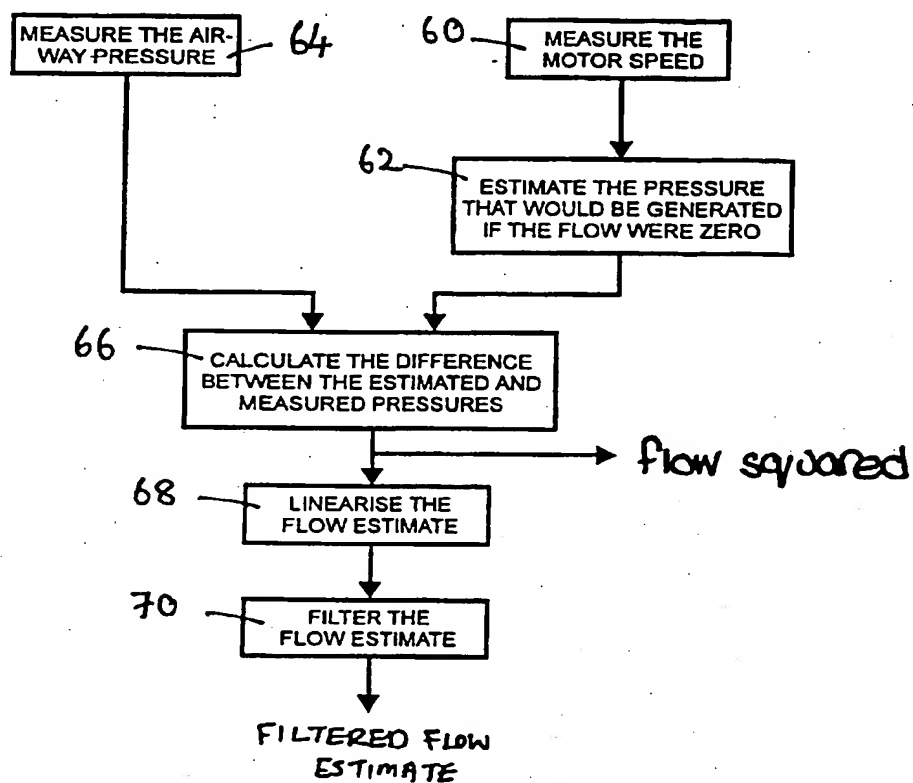 MEASURE THE AIR-
WAY PRESSURE
64
60
MEASURE THE
MOTOR SPEED
62
ESTIMATE THE PRESSURE
THAT WOULD BE GENERATED
IF THE FLOW WERE ZERO
66
CALCULATE THE DIFFERENCE
BETWEEN THE ESTIMATED AND
MEASURED PRESSURES
flow squared
68
LINEARISE THE
FLOW ESTIMATE
70
FILTER THE
FLOW ESTIMATE
FILTERED FLOW
ESTIMATE